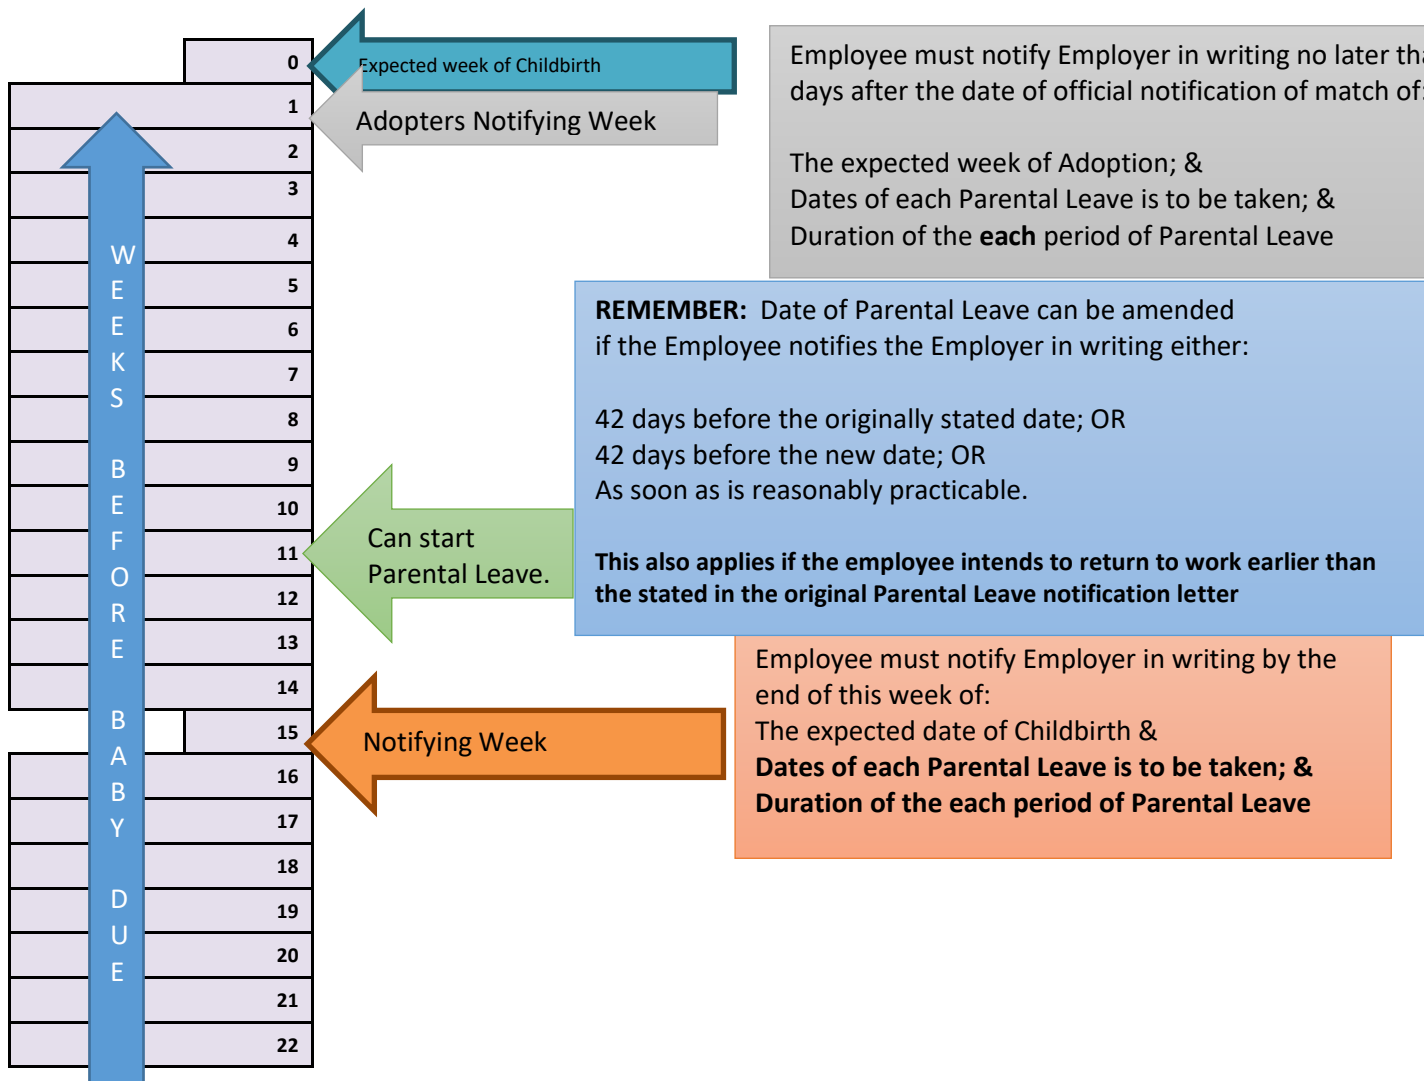 0
Expected week of Childbirth
1
Adopters Notifying Week
2
3
4
5
6
7
8
9
10
11
Can start
Parental Leave.
12
13
14
15
Notifying Week
16
17
18
19
20
21
22
WEEKS BEFORE BABY DUE
Employee must notify Employer in writing no later
days after the date of official notification of match of:
The expected week of Adoption; &
Dates of each Parental Leave is to be taken; &
Duration of the each period of Parental Leave
REMEMBER: Date of Parental Leave can be amended
if the Employee notifies the Employer in writing either:
42 days before the originally stated date; OR
42 days before the new date; OR
As soon as is reasonably practicable.
This also applies if the employee intends to return to work earlier than
the stated in the original Parental Leave notification letter
Employee must notify Employer in writing by the
end of this week of:
The expected date of Childbirth &
Dates of each Parental Leave is to be taken; &
Duration of the each period of Parental Leave